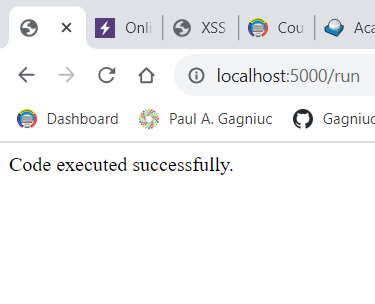 Onli XSS Cou Aca
localhost:5000/run
Dashboard Paul A. Gagniuc Gagniuc
Code executed successfully.